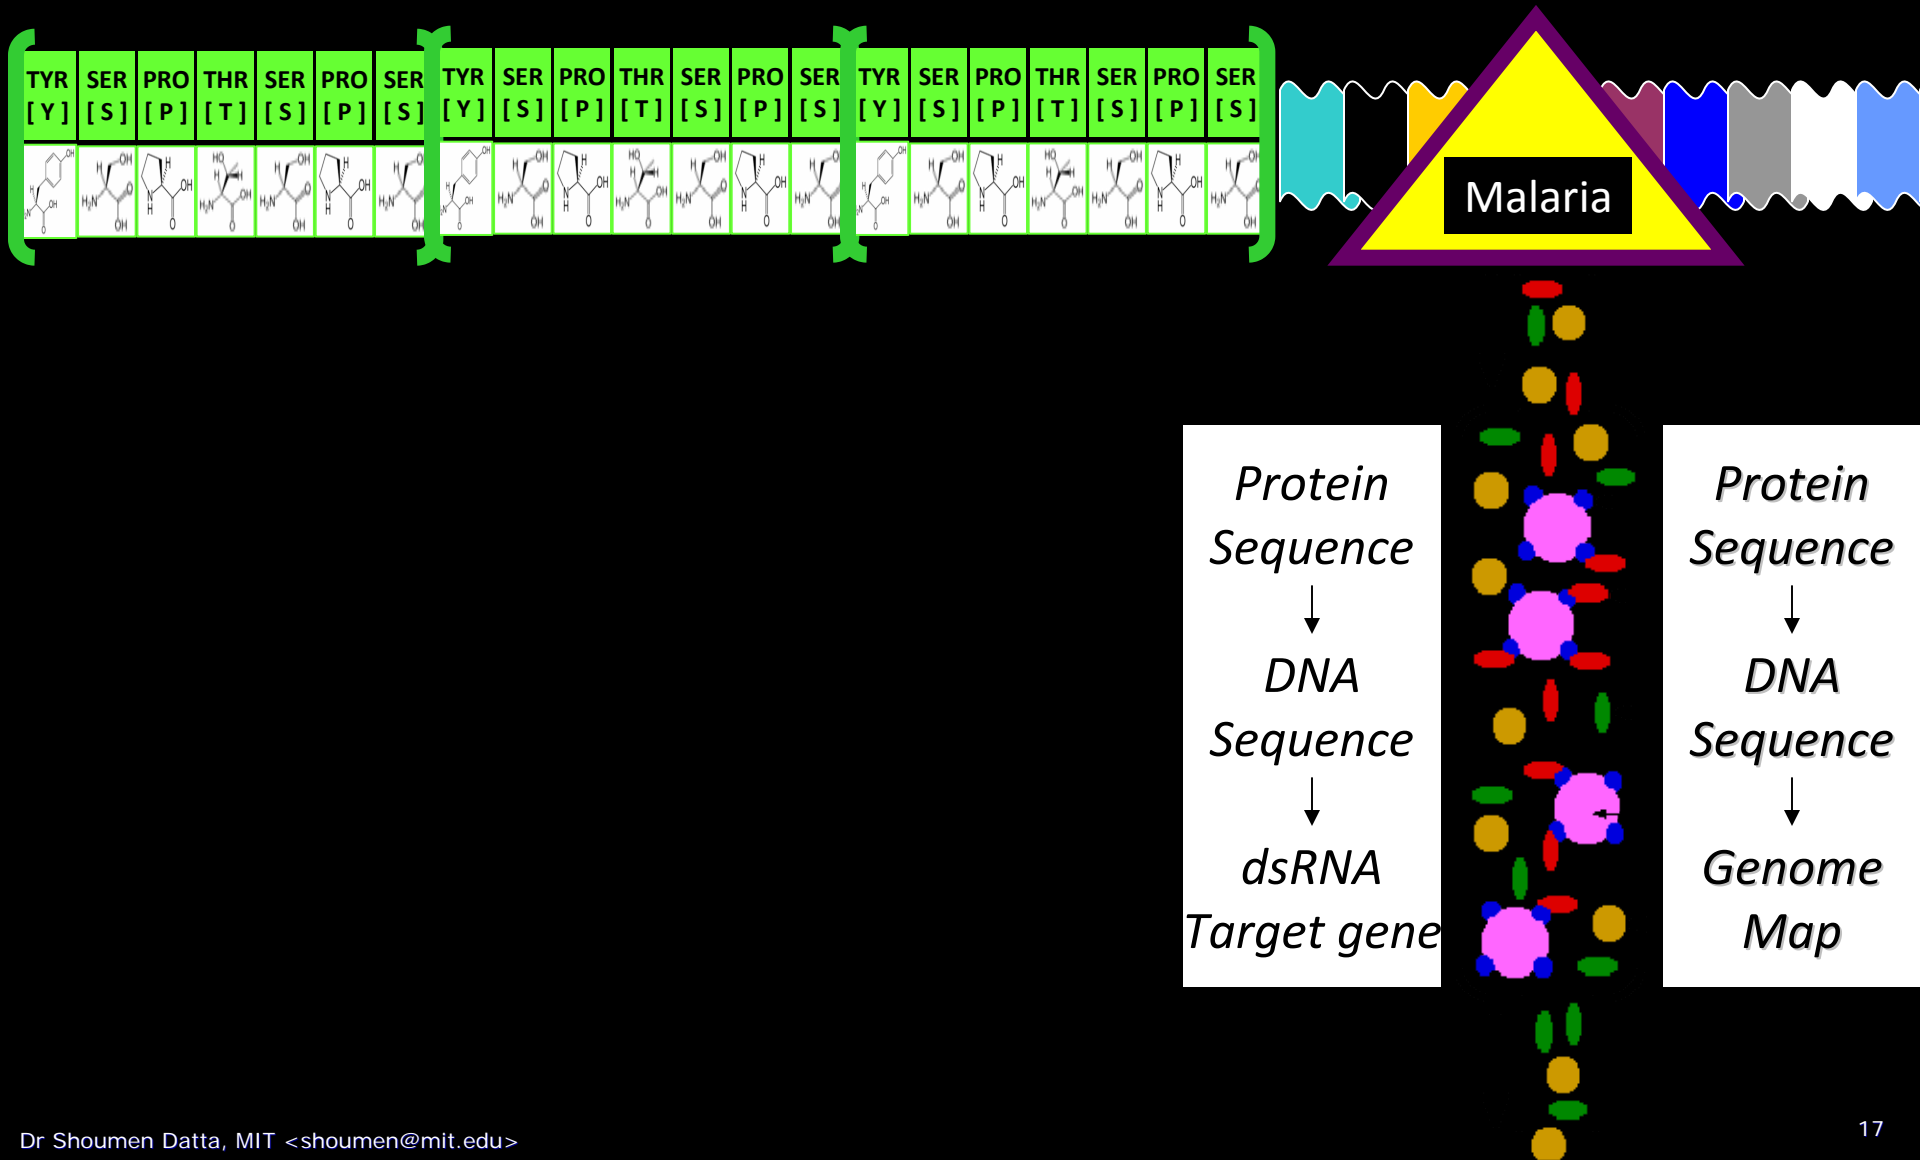 TYR SER PRO THR SER PRO SER TYR SER PRO THR SER PRO SER TYR SER PRO THR SER PRO SER
[ Y ] [ S ] [ P ] [ T ] [ S ] [ P ] [ S ] [ Y ] [ S ] [ P ] [ T ] [ S ] [ P ] [ S ] [ Y ] [ S ] [ P ] [ T ] [ S ] [ P ] [ S ]
Malaria
Protein
Sequence
DNA
Sequence
dsRNA
Target gene
Protein
Sequence
DNA
Sequence
Genome
Map
Dr Shoumen Datta, MIT <shoumen@mit.edu>
17